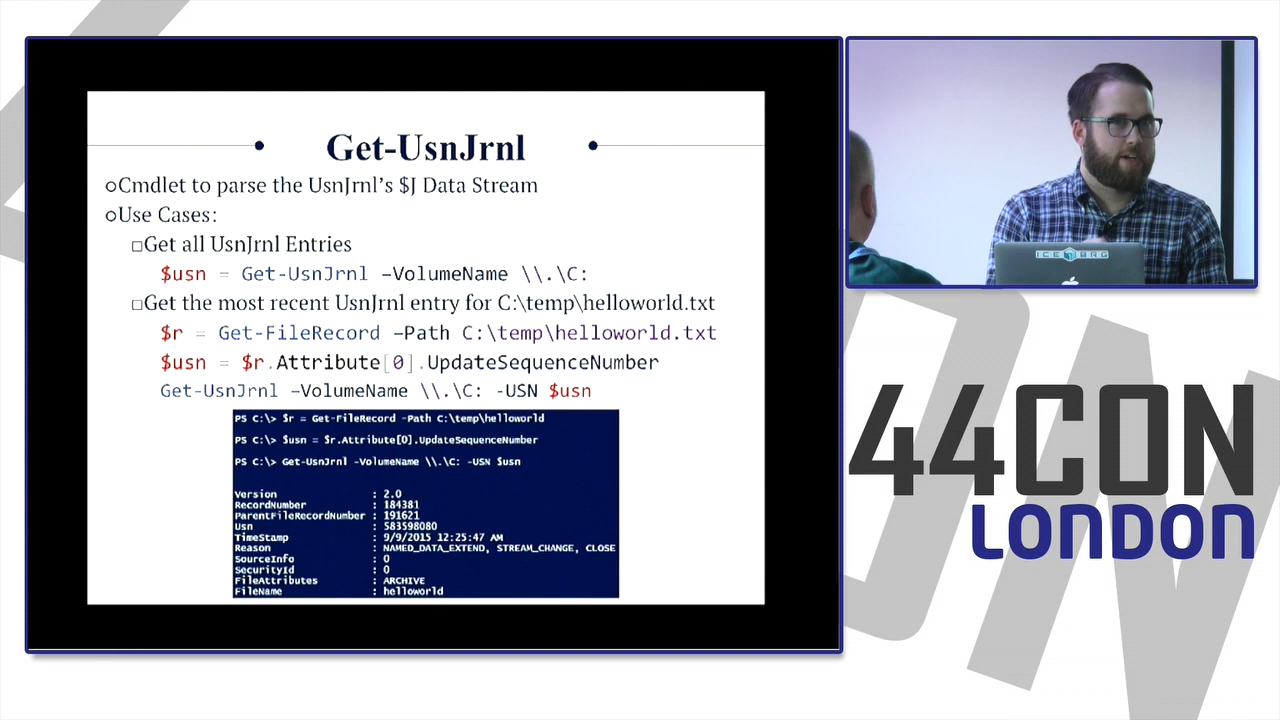 Get-UsnJrnl
○Cmdlet to parse the UsnJrnl’s $J Data Stream
○Use Cases:
□Get all UsnJrnl Entries
$usn = Get-UsnJrnl –VolumeName \\.\C:
□Get the most recent UsnJrnl entry for C:\temp\helloworld.txt
$r = Get-FileRecord –Path C:\temp\helloworld.txt
$usn = $r.Attribute[0].UpdateSequenceNumber
Get-UsnJrnl –VolumeName \\.\C: -USN $usn
PS C:\> $r = Get-FileRecord -Path C:\temp\helloworld
PS C:\> $usn = $r.Attribute[0].UpdateSequenceNumber
PS C:\> Get-UsnJrnl -VolumeName \\.\C: -USN $usn
Version : 2.0
RecordNumber : 184381
ParentFileRecordNumber : 191621
Usn : 583598080
TimeStamp : 9/9/2015 12:25:47 AM
Reason : NAMED_DATA_EXTEND, STREAM_CHANGE, CLOSE
SourceInfo : 0
SecurityId : 0
FileAttributes : ARCHIVE
FileName : helloworld
ICEBRG
44CON
LONDON